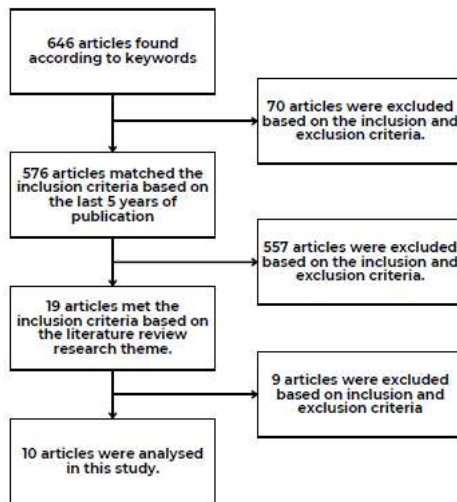 646 articles found
according to keywords
70 articles were excluded
based on the inclusion and
exclusion criteria.
576 articles matched the
inclusion criteria based on
the last 5 years of
publication
557 articles were excluded
based on the inclusion and
exclusion criteria.
19 articles met the
inclusion criteria based on
the literature review
research theme.
9 articles were excluded
based on inclusion and
exclusion criteria
10 articles were analysed
in this study.